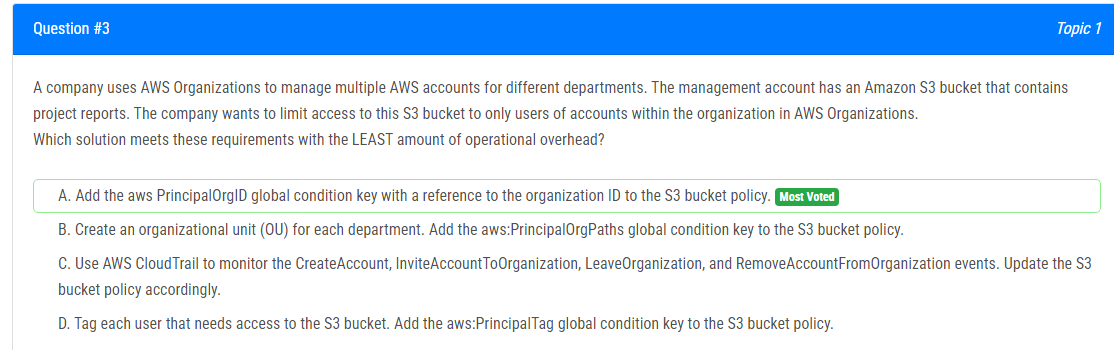 Question #3
Topic 1
A company uses AWS Organizations to manage multiple AWS accounts for different departments. The management account has an Amazon S3 bucket that contains
project reports. The company wants to limit access to this S3 bucket to only users of accounts within the organization in AWS Organizations.
Which solution meets these requirements with the LEAST amount of operational overhead?
A. Add the aws PrincipalOrgID global condition key with a reference to the organization ID to the S3 bucket policy. Most Voted
B. Create an organizational unit (OU) for each department. Add the aws:PrincipalOrgPaths global condition key to the S3 bucket policy.
C. Use AWS CloudTrail to monitor the CreateAccount, InviteAccountToOrganization, LeaveOrganization, and RemoveAccountFromOrganization events. Update the S3
bucket policy accordingly.
D. Tag each user that needs access to the S3 bucket. Add the aws:PrincipalTag global condition key to the S3 bucket policy.